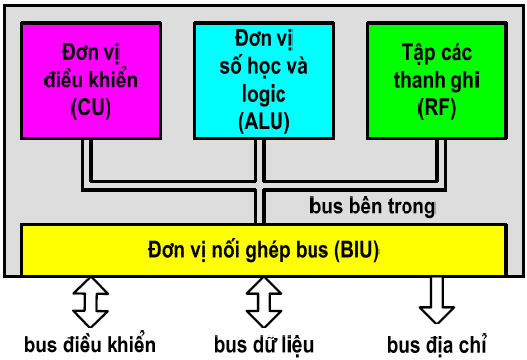 Đơn vị
điều khiển
(CU)
Đơn vị
số học và
logic
(ALU)
Tập các
thanh ghi
(RF)
bus bên trong
Đơn vị nối ghép bus (BIU)
bus điều khiển
bus dữ liệu
bus địa chỉ